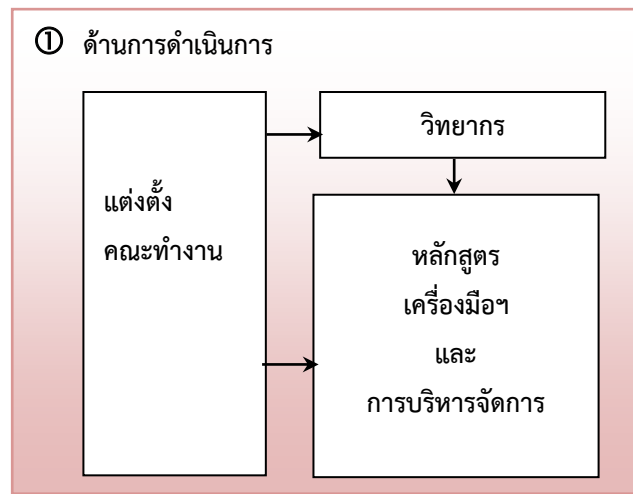 ① ด้านการดำเนินการ
วิทยากร
แต่งตั้ง
คณะทำงาน
หลักสูตร
เครื่องมือฯ
และ
การบริหารจัดการ